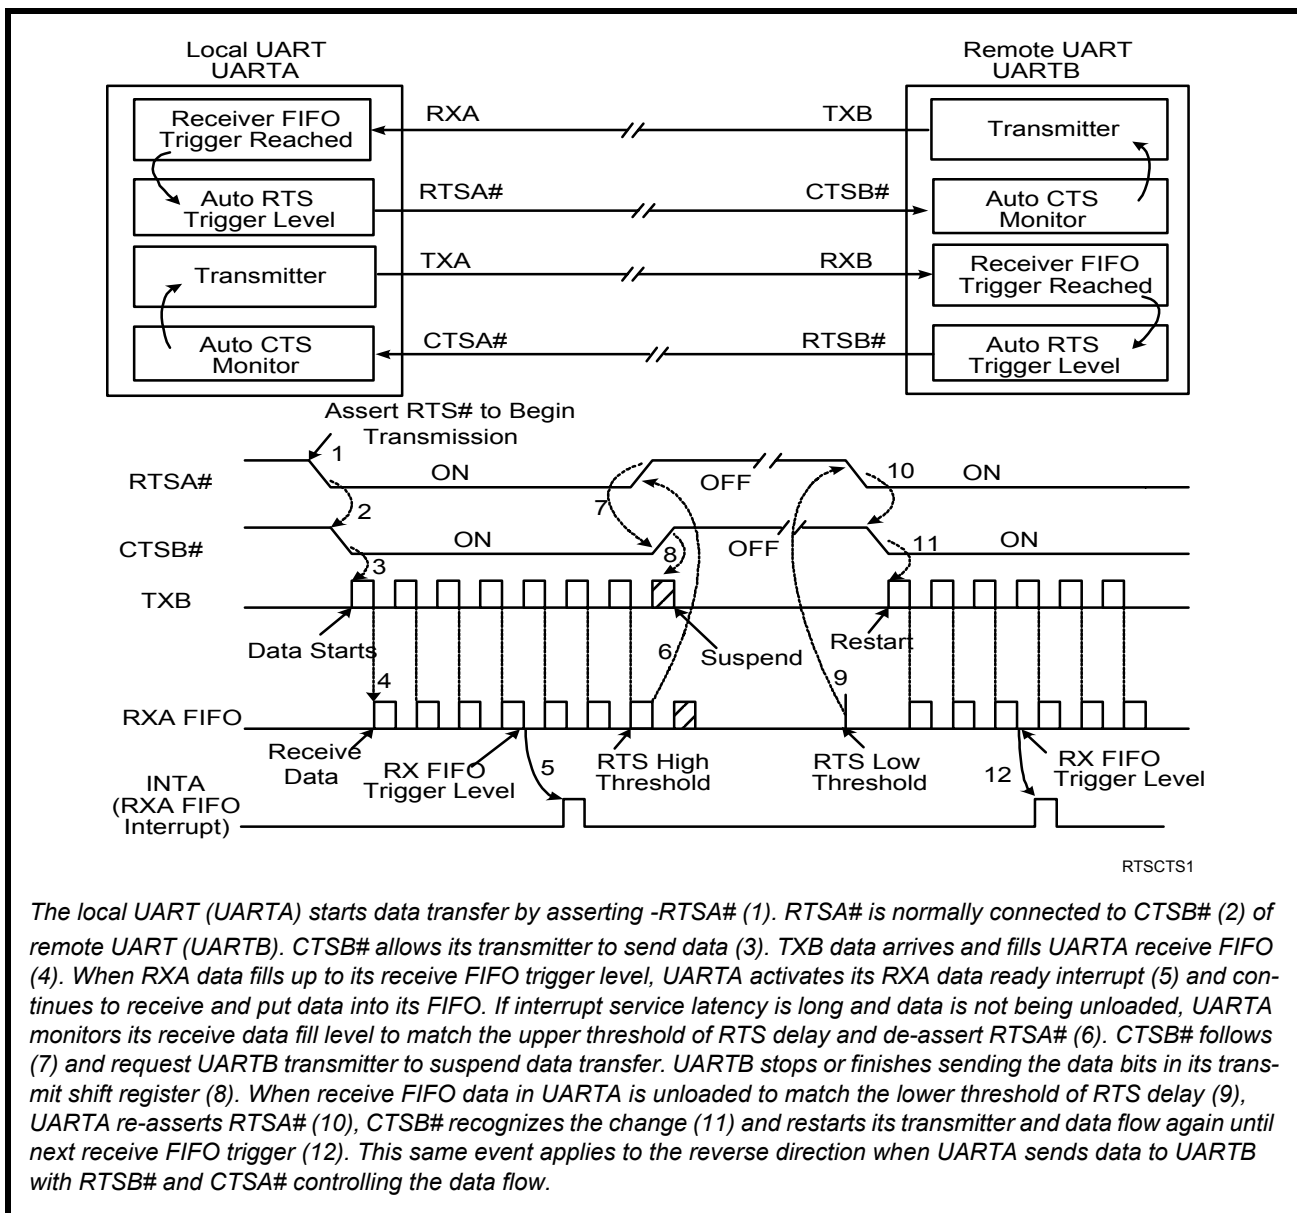 Local UART
UARTA
Remote UART
UARTB
Receiver FIFO
Trigger Reached
RXA
TXB
Transmitter
Auto RTS
Trigger Level
RTSA#
CTSB#
Auto CTS
Monitor
Transmitter
TXA
RXB
Receiver FIFO
Trigger Reached
Auto CTS
Monitor
CTSA#
RTSB#
Auto RTS
Trigger Level
Assert RTS# to Begin
Transmission
1
RTSA#
ON
OFF
10
ON
2
7
CTSB#
ON
8
OFF
11
ON
3
TXB
Data Starts
6
Suspend
Restart
4
9
RXA FIFO
Receive
Data
RX FIFO
Trigger Level
5
RTS High
Threshold
RTS Low
Threshold
12
RX FIFO
Trigger Level
INTA
(RXA FIFO
Interrupt)
RTSCTS1
The local UART (UARTA) starts data transfer by asserting -RTSA# (1). RTSA# is normally connected to CTSB# (2) of
remote UART (UARTB). CTSB# allows its transmitter to send data (3). TXB data arrives and fills UARTA receive FIFO
(4). When RXA data fills up to its receive FIFO trigger level, UARTA activates its RXA data ready interrupt (5) and con-
tinues to receive and put data into its FIFO. If interrupt service latency is long and data is not being unloaded, UARTA
monitors its receive data fill level to match the upper threshold of RTS delay and de-assert RTSA# (6). CTSB# follows
(7) and request UARTB transmitter to suspend data transfer. UARTB stops or finishes sending the data bits in its trans-
mit shift register (8). When receive FIFO data in UARTA is unloaded to match the lower threshold of RTS delay (9),
UARTA re-asserts RTSA# (10), CTSB# recognizes the change (11) and restarts its transmitter and data flow again until
next receive FIFO trigger (12). This same event applies to the reverse direction when UARTA sends data to UARTB
with RTSB# and CTSA# controlling the data flow.